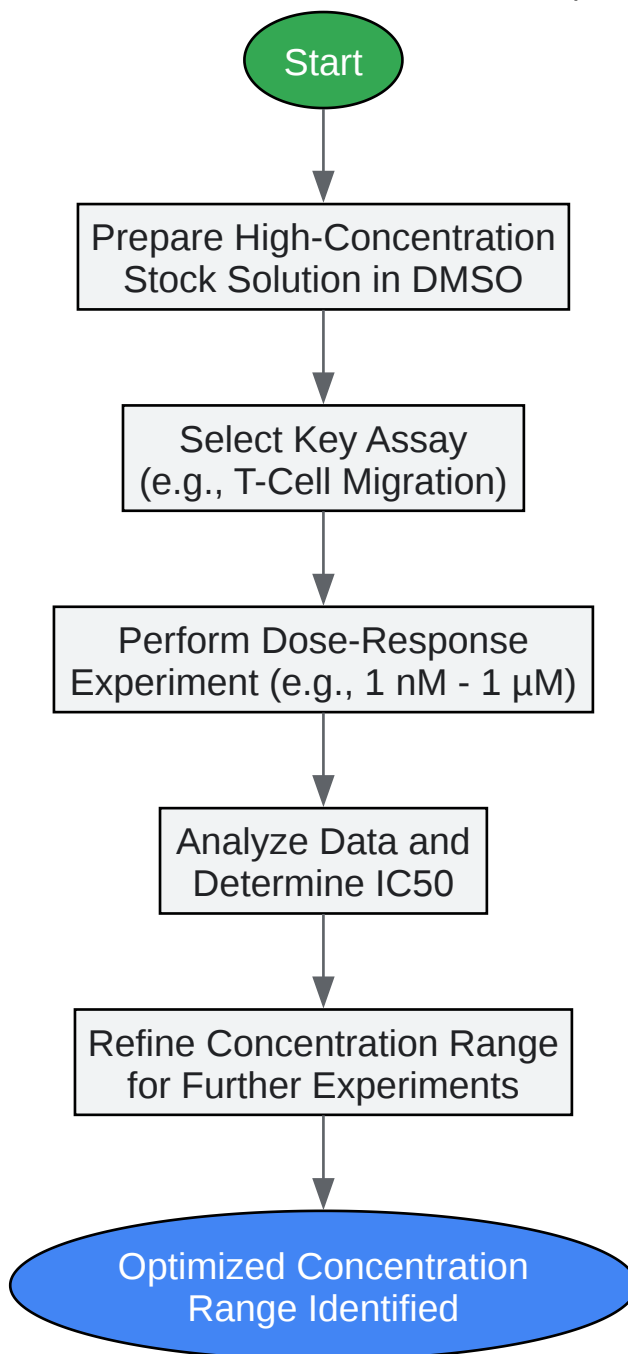 Start
Prepare High-Concentration
Stock Solution in DMSO
Select Key Assay
(e.g., T-Cell Migration)
Perform Dose-Response
Experiment (e.g., 1 nM - 1 µM)
Analyze Data and
Determine IC50
Refine Concentration Range
for Further Experiments
Optimized Concentration
Range Identified